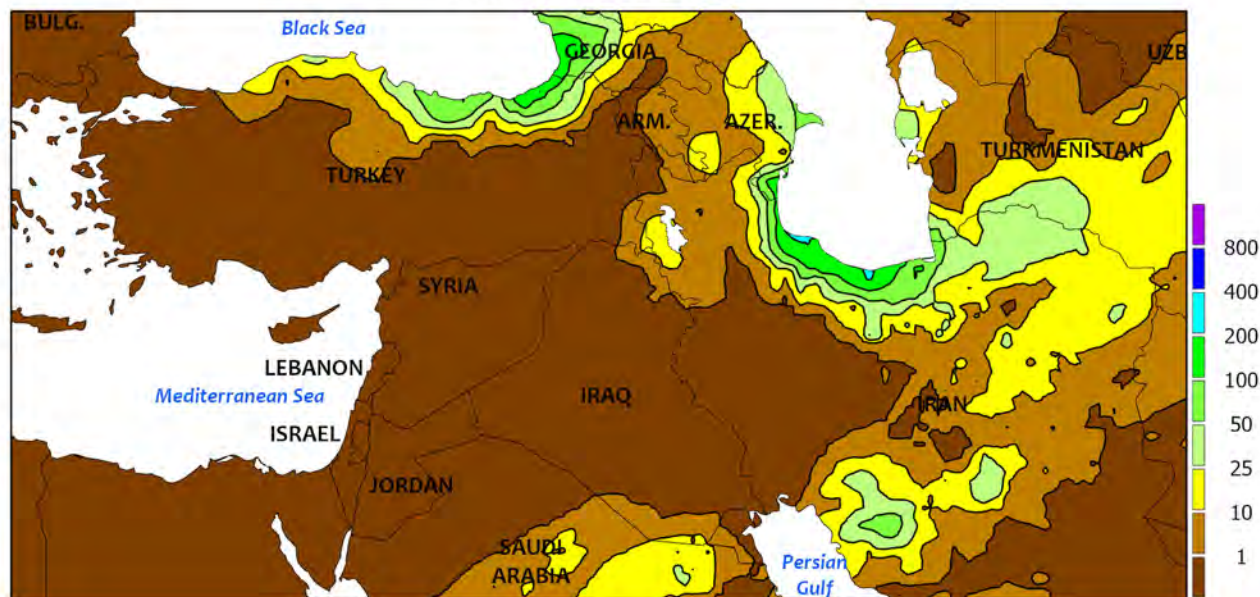 BULG.
Black Sea
GEORGIA
UZB
ARM.
AZER.
TURKMENISTAN
TURKEY
SYRIA
LEBANON
Mediterranean Sea
IRAQ
IRAN
ISRAEL
JORDAN
SAUDI
ARABIA
Persian
Gulf
800
400
200
100
50
25
10
1